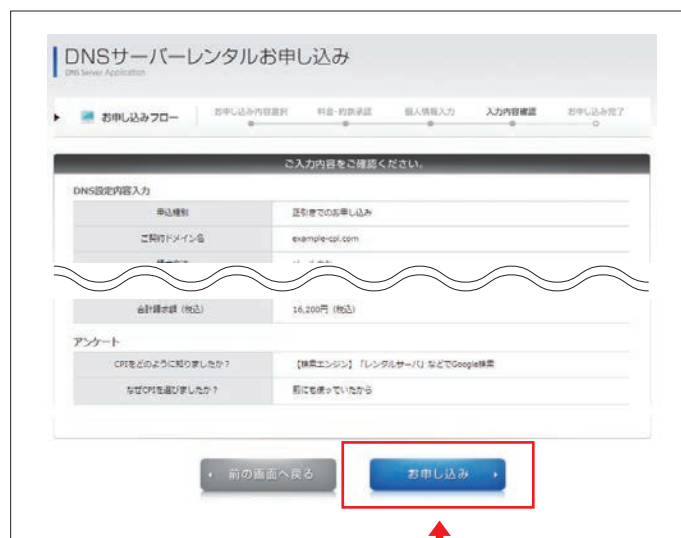 DNSサーバーレンタルお申し込み
DNS Server Application
お申し込みフロー
お申し込み内容選択 料金・約款承認 個人情報入力 入力内容確認 お申し込み完了
ご入力内容をご確認ください。
DNS設定内容入力
申込種別 正引きでのお申し込み
ご契約ドメイン名 example-cpi.com
合計請求額（税込） 16,200円（税込）
アンケート
CPIをどのように知りましたか？ 【検索エンジン】「レンタルサーバ」などでGoogle検索
なぜCPIを選びましたか？ 前にも使っていたから
前の画面へ戻る お申し込み